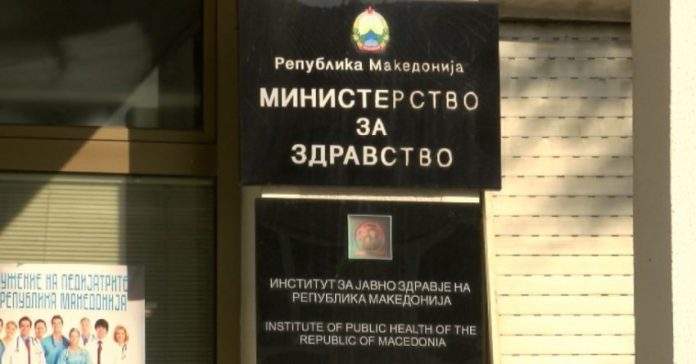 Република Македонија
МИНИСТЕРСТВО
ЗА
ЗДРАВСТВО
ИНСТИТУТ ЗА ЈАВНО ЗДРАВЈЕ НА
РЕПУБЛИКА МАКЕДОНИЈА
INSTITUTE OF PUBLIC HEALTH OF THE
REPUBLIC OF MACEDONIA
УЖЕНИЕ НА ПЕДИЈАТРИТЕ
РЕПУБЛИКА МАКЕДОНИЈА